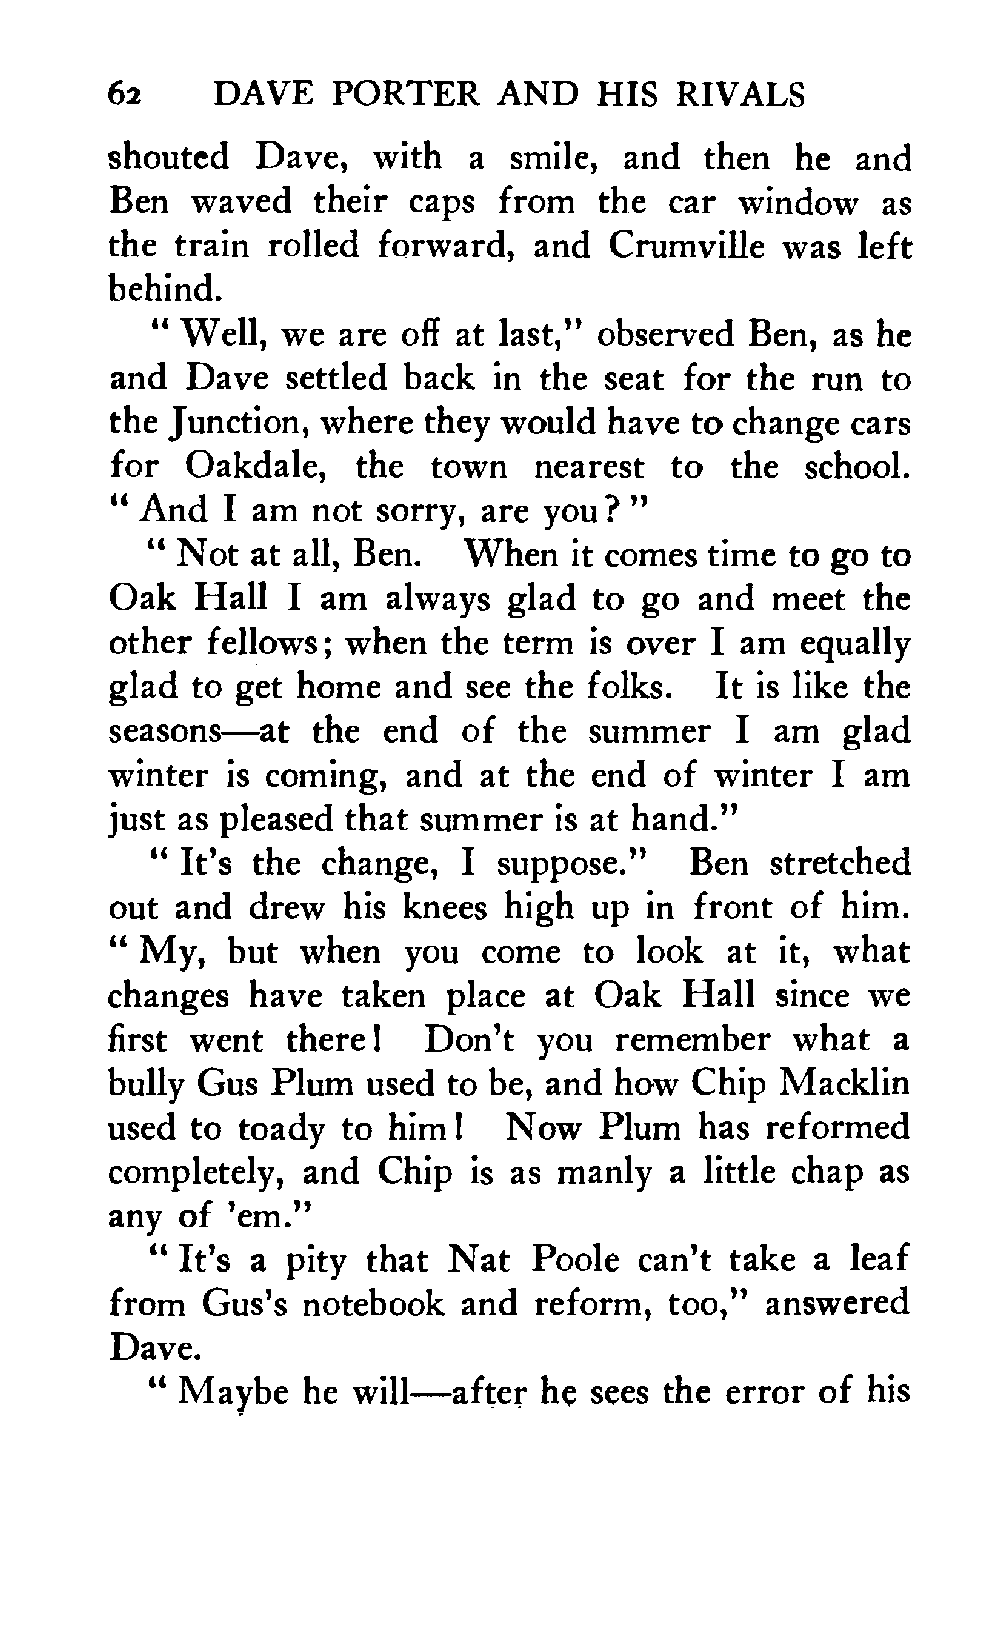 62 DAVE PORTER AND HIS RIVALS
shouted Dave, with a smile, and then he and
Ben waved their caps from the car window as
the train rolled forward, and Crumville was left
behind.
“ Well, we are off at last,” observed Ben, as he
and Dave settled back in the seat for the run to
the Junction, where they would have to change cars
for Oakdale, the town nearest to the school.
“ And I am not sorry, are you? ”
“ Not at all, Ben. When it comes time to go to
Oak Hall I am always glad to go and meet the
other fellows; when the term is over I am equally
glad to get home and see the folks. It is like the
seasons—at the end of the summer I am glad
winter is coming, and at the end of winter I am
just as pleased that summer is at hand.”
“ It’s the change, I suppose.” Ben stretched
out and drew his knees high up in front of him.
“ My, but when you come to look at it, what
changes have taken place at Oak Hall since we
first went there! Don’t you remember what a
bully Gus Plum used to be, and how Chip Macklin
used to toady to him! Now Plum has reformed
completely, and Chip is as manly a little chap as
any of ’em.”
“ It’s a pity that Nat Poole can’t take a leaf
from Gus’s notebook and reform, too,” answered
Dave.
“ Maybe he will—after he sees the error of his